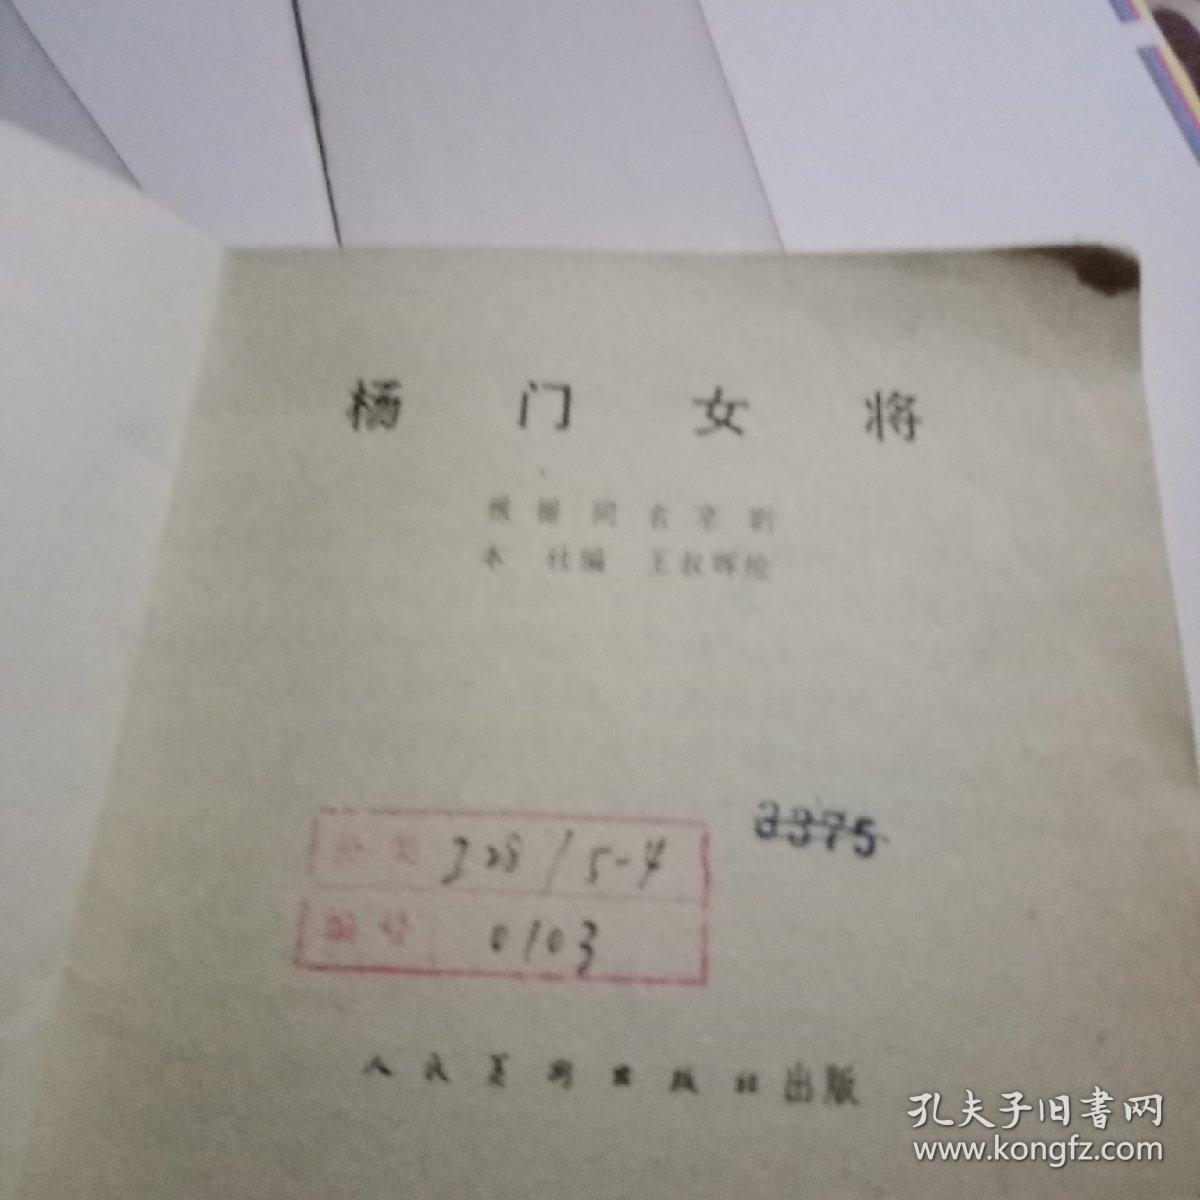 杨门女将
根据同名京剧
本社编 王叔晖绘
3375
分类 J28/5-4
编号 0103
人民美术出版社出版
孔夫子旧書网
www.kongfz.com